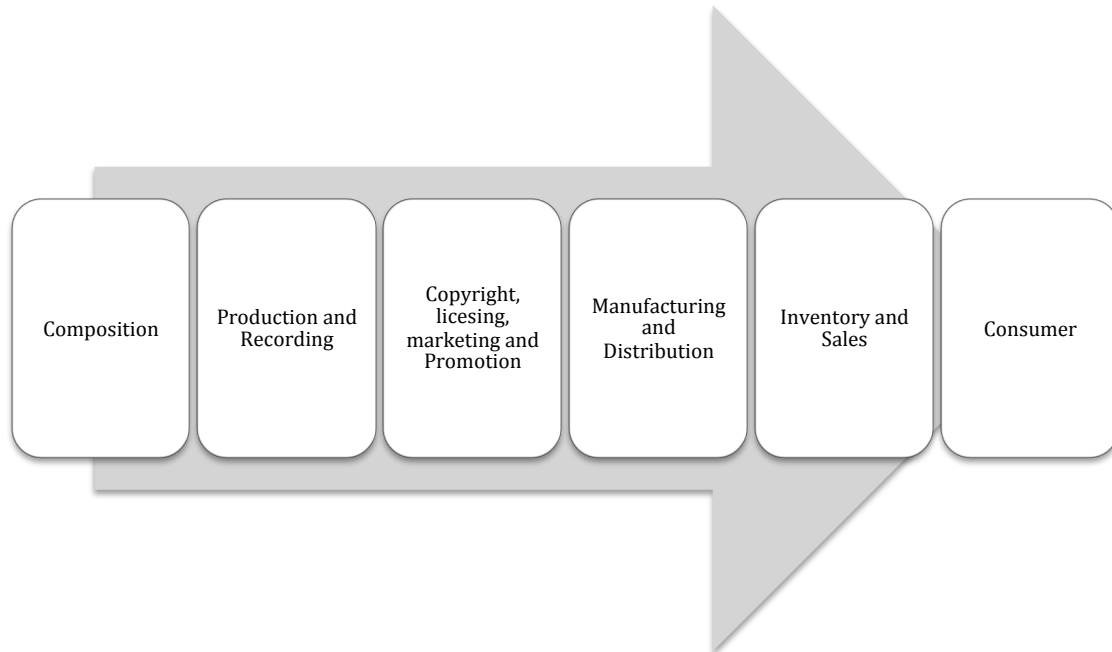 Composition
Production and
Recording
Copyright,
licesing,
marketing and
Promotion
Manufacturing
and
Distribution
Inventory and
Sales
Consumer